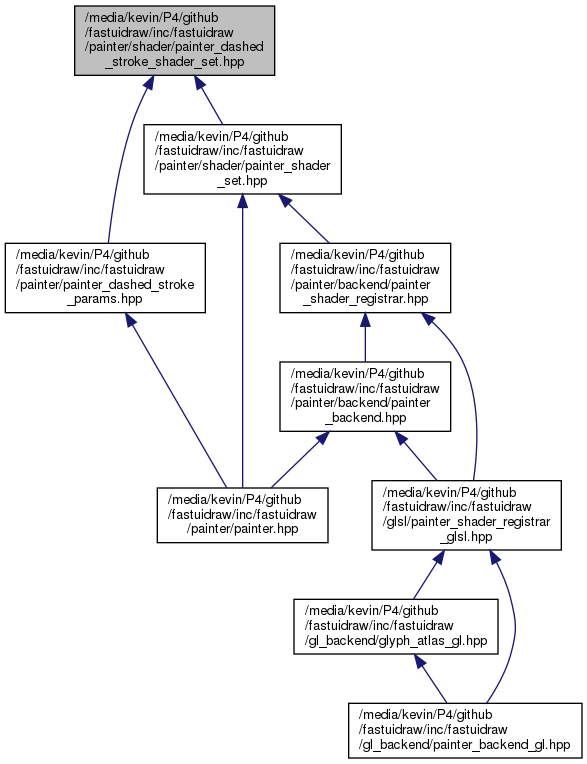 /media/kevin/P4/github
/fastuidraw/inc/fastuidraw
/painter/shader/painter_dashed
_stroke_shader_set.hpp
/media/kevin/P4/github
/fastuidraw/inc/fastuidraw
/painter/shader/painter_shader
_set.hpp
/media/kevin/P4/github
/fastuidraw/inc/fastuidraw
/painter/painter_dashed_stroke
_params.hpp
/media/kevin/P4/github
/fastuidraw/inc/fastuidraw
/painter/backend/painter
_shader_registrar.hpp
/media/kevin/P4/github
/fastuidraw/inc/fastuidraw
/painter/backend/painter
_backend.hpp
/media/kevin/P4/github
/fastuidraw/inc/fastuidraw
/painter/painter.hpp
/media/kevin/P4/github
/fastuidraw/inc/fastuidraw
/glsl/painter_shader_registrar
_glsl.hpp
/media/kevin/P4/github
/fastuidraw/inc/fastuidraw
/gl_backend/glyph_atlas_gl.hpp
/media/kevin/P4/github
/fastuidraw/inc/fastuidraw
/gl_backend/painter_backend_gl.hpp